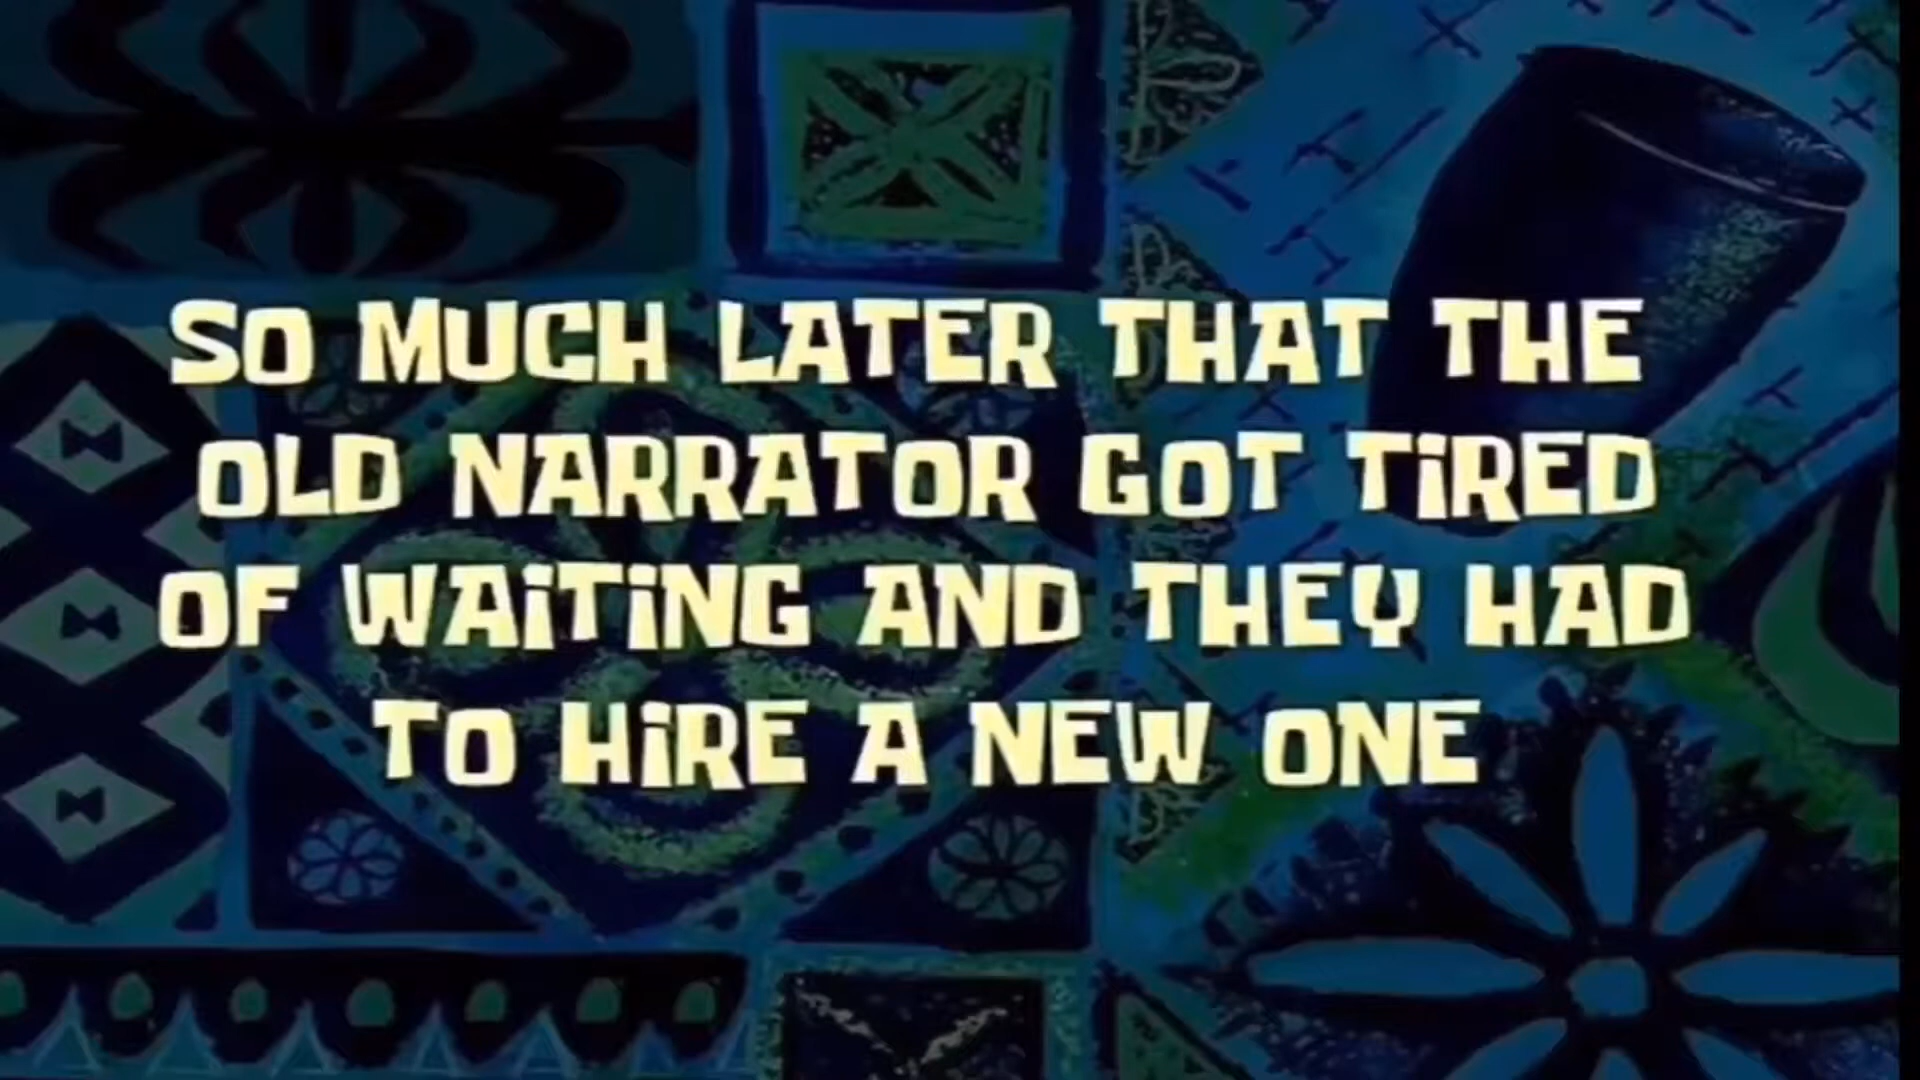 SO MUCH LATER THAT THE
OLD NARRATOR GOT TiRED
OF WAiTiNG AND THEY HAD
TO HiRE A NEW ONE